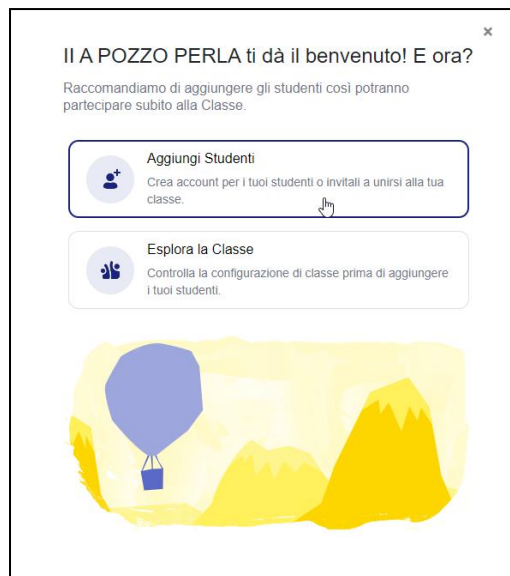 ×
II A POZZO PERLA ti dà il benvenuto! E ora?
Raccomandiamo di aggiungere gli studenti così potranno
partecipare subito alla Classe.
Aggiungi Studenti
Crea account per i tuoi studenti o invitali a unirsi alla tua
classe.
Esplora la Classe
Controlla la configurazione di classe prima di aggiungere
i tuoi studenti.